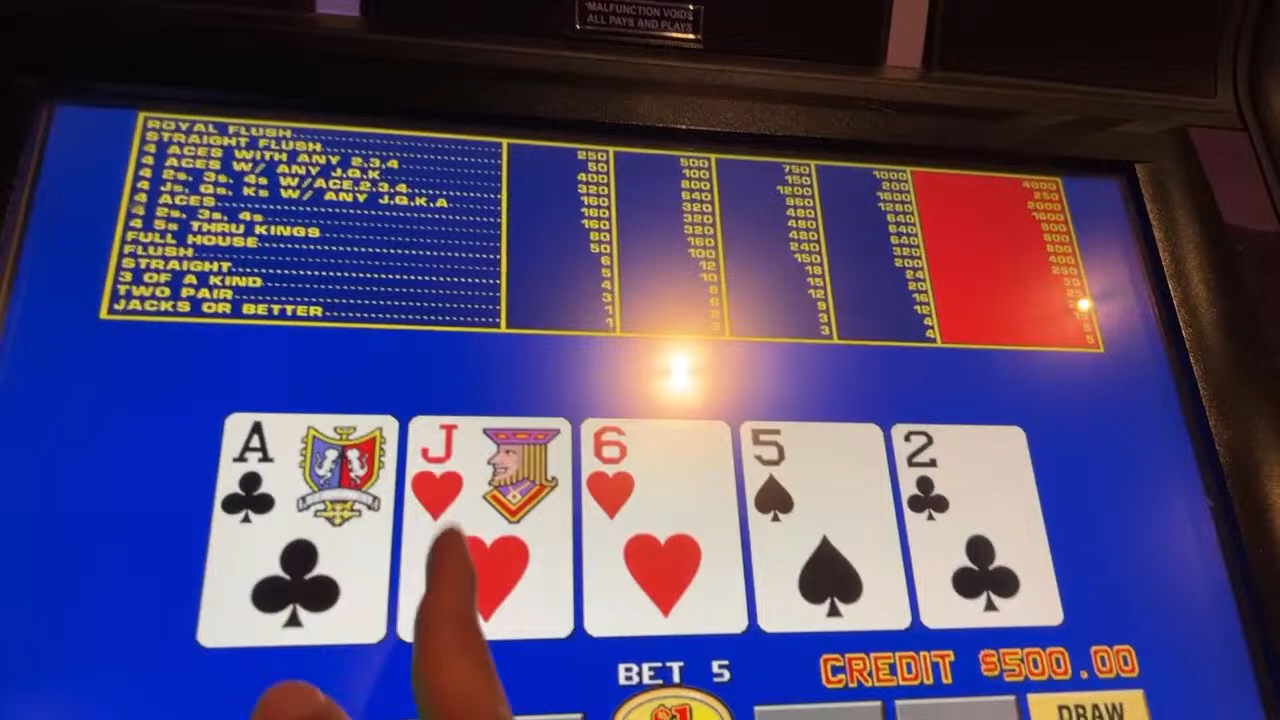 MALFUNCTION VOIDS
ALL PAYS AND PLAYS
ROYAL FLUSH 250 500 750 1000 4000
STRAIGHT FLUSH 50 100 150 200 250
4 ACES WITH ANY 2,3,4 400 800 1200 1600 2000
4 ACES W/ ANY J,Q,K 320 640 960 1280 1600
4 2s, 3s, 4s W/ACE,2,3,4 160 320 480 640 800
4 Js, Qs, Ks W/ ANY J,Q,K,A 160 320 480 640 800
4 ACES 160 320 480 640 800
4 2s, 3s, 4s 80 160 240 320 400
4 5s THRU KINGS 50 100 150 200 250
FULL HOUSE 6 12 18 24 30
FLUSH 5 10 15 20 25
STRAIGHT 4 8 12 16
3 OF A KIND 3 6 9 12
TWO PAIR 1 2 3 4 5
JACKS OR BETTER 1 2 3 4 5
A J 6 5 2
BET 5 CREDIT $500.00
$1 DRAW